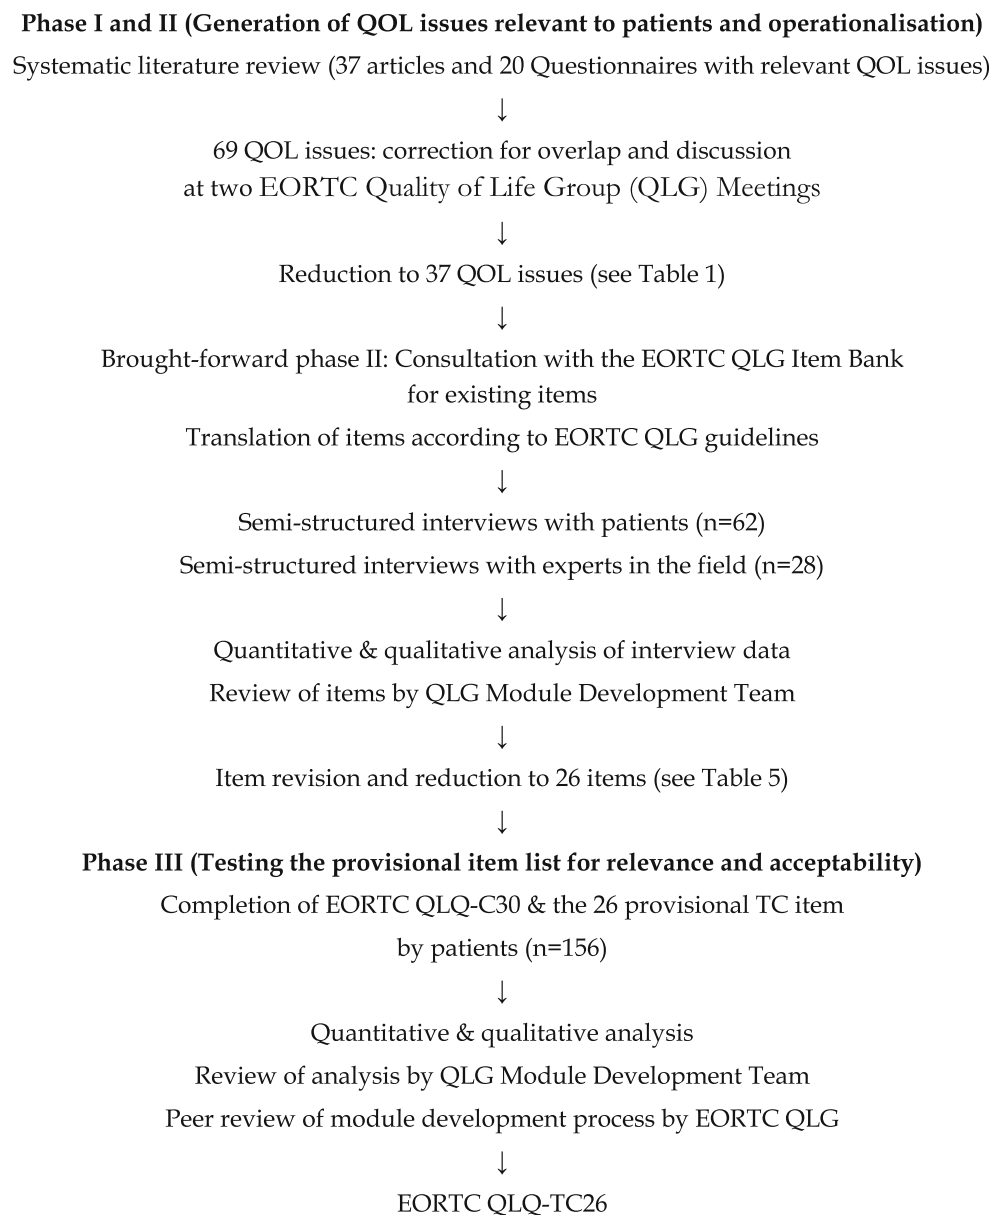 Phase I and II (Generation of QOL issues relevant to patients and operationalisation)
Systematic literature review (37 articles and 20 Questionnaires with relevant QOL issues)
↓
69 QOL issues: correction for overlap and discussion
at two EORTC Quality of Life Group (QLG) Meetings
↓
Reduction to 37 QOL issues (see Table 1)
↓
Brought-forward phase II: Consultation with the EORTC QLG Item Bank
for existing items
Translation of items according to EORTC QLG guidelines
↓
Semi-structured interviews with patients (n=62)
Semi-structured interviews with experts in the field (n=28)
↓
Quantitative & qualitative analysis of interview data
Review of items by QLG Module Development Team
↓
Item revision and reduction to 26 items (see Table 5)
↓
Phase III (Testing the provisional item list for relevance and acceptability)
Completion of EORTC QLQ-C30 & the 26 provisional TC item
by patients (n=156)
↓
Quantitative & qualitative analysis
Review of analysis by QLG Module Development Team
Peer review of module development process by EORTC QLG
↓
EORTC QLQ-TC26